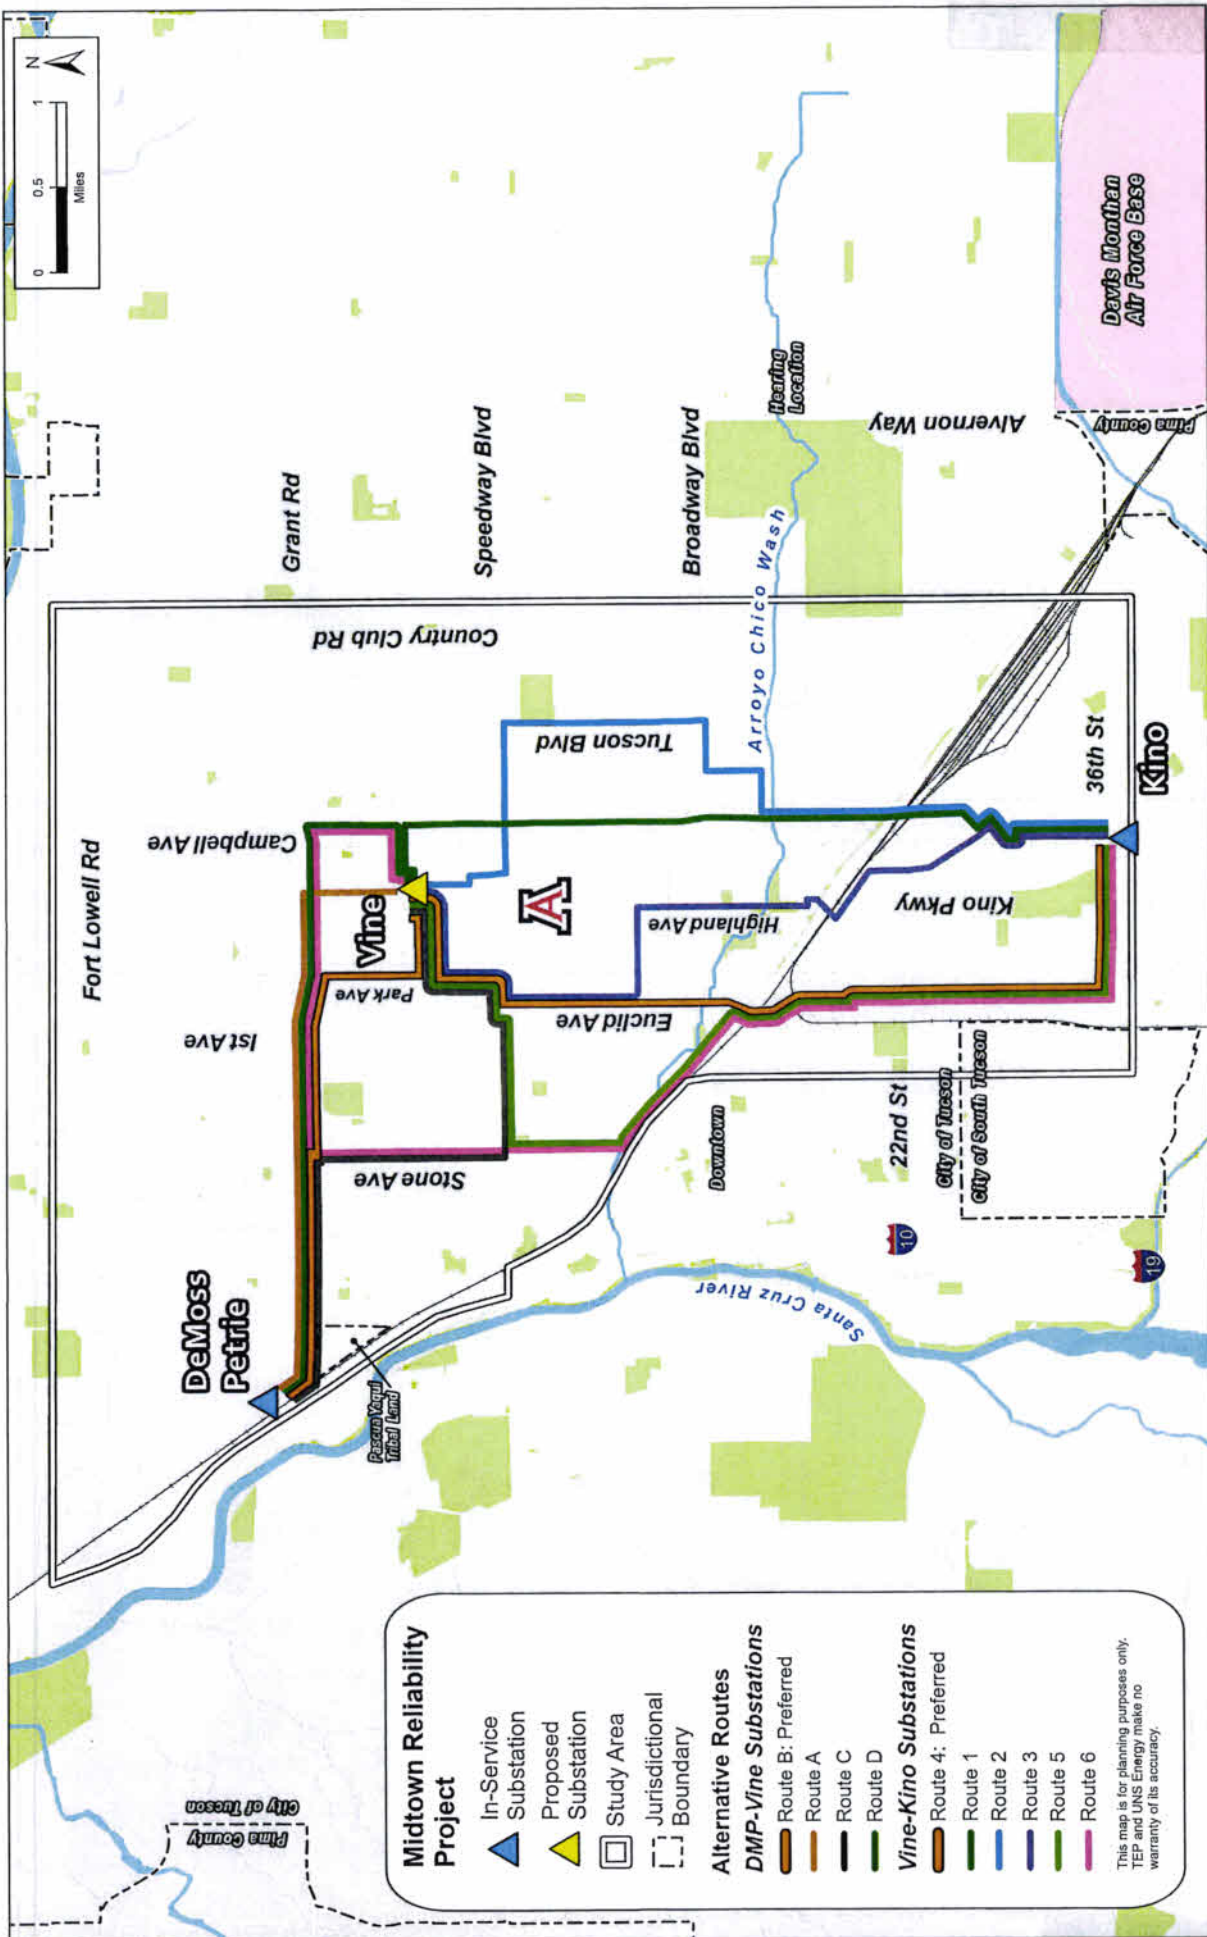 Midtown Reliability
Project
In-Service
Substation
Proposed
Substation
Study Area
Jurisdictional
Boundary
Alternative Routes
DMP-Vine Substations
Route B: Preferred
Route A
Route C
Route D
Vine-Kino Substations
Route 4: Preferred
Route 1
Route 2
Route 3
Route 5
Route 6
This map is for planning purposes only.
TEP and UNS Energy make no
warranty of its accuracy.
Pima County
City of Tucson
N
0 0.5 1
Miles
Fort Lowell Rd
DeMoss
Petrie
Pascua Yaqui
Tribal Land
1st Ave
Campbell Ave
Grant Rd
Park Ave
Vine
Stone Ave
Country Club Rd
Speedway Blvd
A
Tucson Blvd
Euclid Ave
Highland Ave
Broadway Blvd
Downtown
Santa Cruz River
Arroyo Chico Wash
Hearing
Location
Alvernon Way
22nd St
10
Kino Pkwy
City of Tucson
City of South Tucson
36th St
Kino
19
Pima County
Davis Monthan
Air Force Base